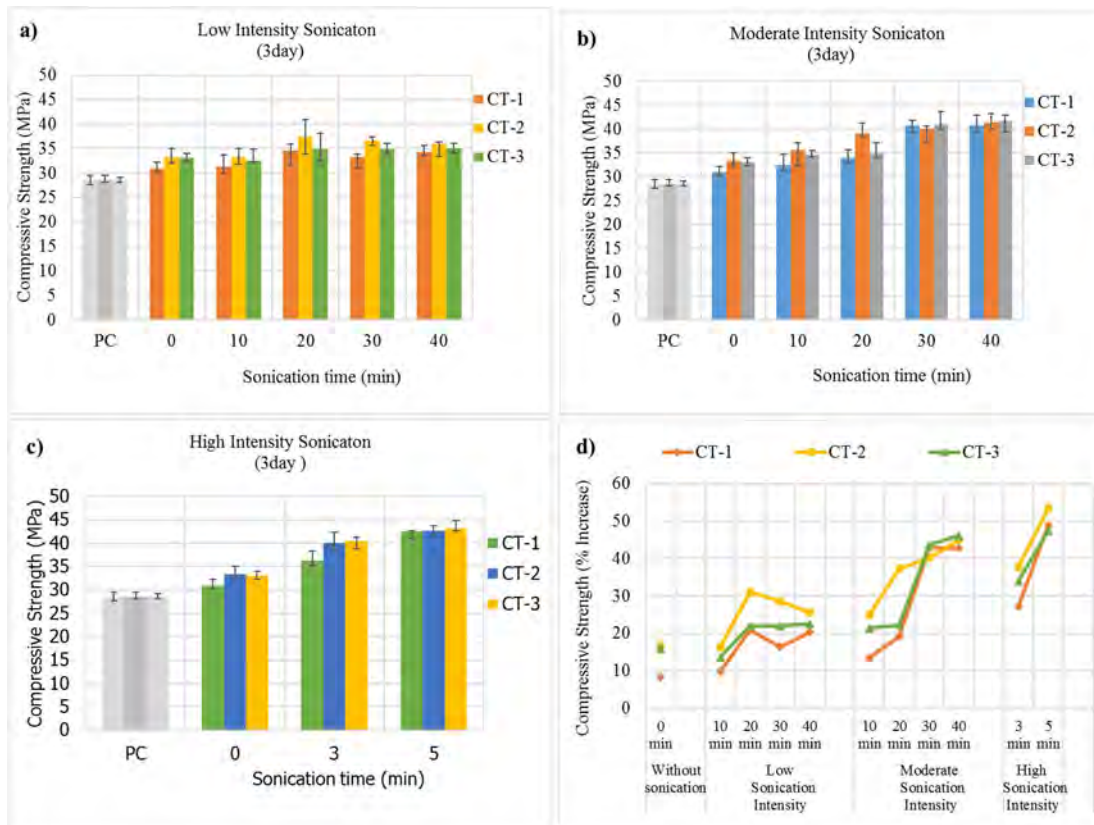 a)
Low Intensity Sonicaton
(3day)
Compressive Strength (MPa)
50
45
40
35
30
25
20
15
10
5
0
PC 0 10 20 30 40
Sonication time (min)
CT-1
CT-2
CT-3
b)
Moderate Intensity Sonicaton
(3day)
Compressive Strength (MPa)
50
45
40
35
30
25
20
15
10
5
0
PC 0 10 20 30 40
Sonication time (min)
CT-1
CT-2
CT-3
c)
High Intensity Sonicaton
(3day )
Compressive Strength (MPa)
50
45
40
35
30
25
20
15
10
5
0
PC 0 3 5
Sonication time (min)
CT-1
CT-2
CT-3
d)
CT-1 CT-2 CT-3
Compressive Strength (% Increase)
60
50
40
30
20
10
0
0 10 20 30 40 10 20 30 40 3 5
min min min min min min min min min min min
Without Low Moderate High
sonication Sonication Sonication Sonication
Intensity Intensity Intensity